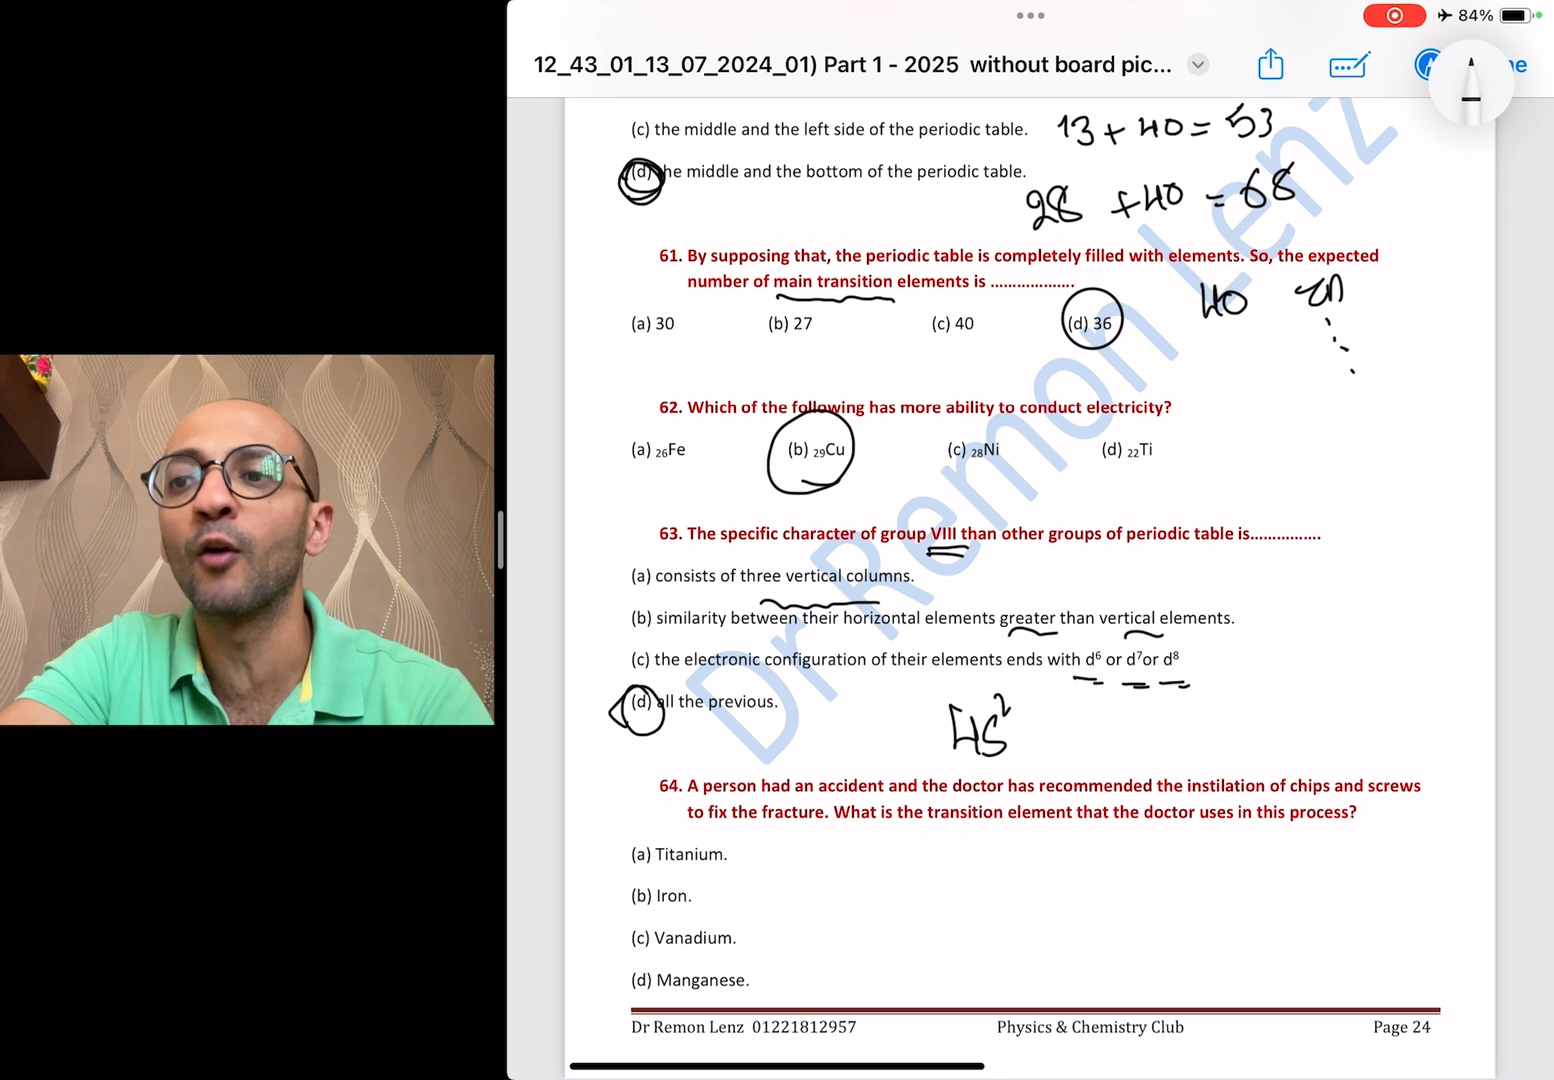 84%
12_43_01_13_07_2024_01) Part 1 - 2025 without board pic...
(c) the middle and the left side of the periodic table. 13 + 40 = 53
(d) the middle and the bottom of the periodic table.
28 + 40 = 68
61. By supposing that, the periodic table is completely filled with elements. So, the expected
number of main transition elements is ...................
40 Zn
(a) 30 (b) 27 (c) 40 (d) 36
62. Which of the following has more ability to conduct electricity?
(a) ₂₆Fe (b) ₂₉Cu (c) ₂₈Ni (d) ₂₂Ti
63. The specific character of group VIII than other groups of periodic table is................
(a) consists of three vertical columns.
(b) similarity between their horizontal elements greater than vertical elements.
(c) the electronic configuration of their elements ends with d⁶ or d⁷or d⁸
(d) all the previous.
4S²
64. A person had an accident and the doctor has recommended the instilation of chips and screws
to fix the fracture. What is the transition element that the doctor uses in this process?
(a) Titanium.
(b) Iron.
(c) Vanadium.
(d) Manganese.
Dr Remon Lenz 01221812957 Physics & Chemistry Club Page 24
Dr Remon Lenz